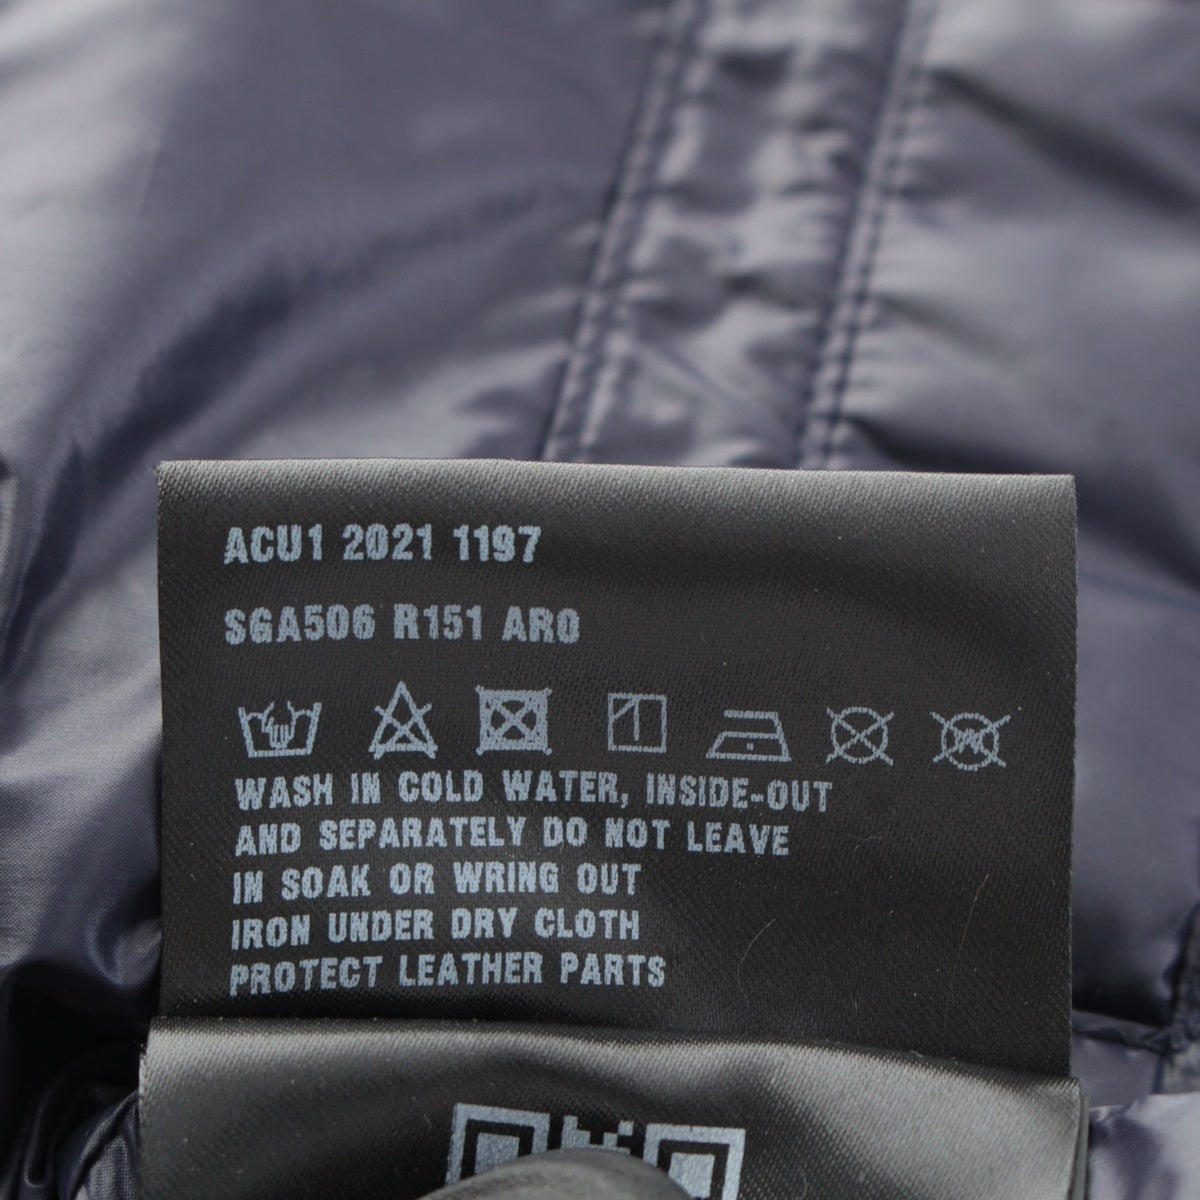 ACU1 2021 1197
SGA506 R151 ARO
WASH IN COLD WATER, INSIDE-OUT
AND SEPARATELY DO NOT LEAVE
IN SOAK OR WRING OUT
IRON UNDER DRY CLOTH
PROTECT LEATHER PARTS